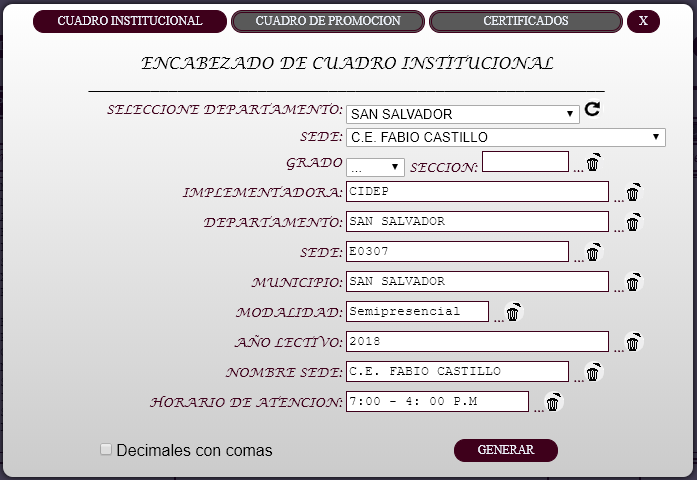 CUADRO INSTITUCIONAL CUADRO DE PROMOCION CERTIFICADOS X
ENCABEZADO DE CUADRO INSTITUCIONAL
SELECCIONE DEPARTAMENTO: SAN SALVADOR
SEDE: C.E. FABIO CASTILLO
GRADO ... SECCION: ...
IMPLEMENTADORA: CIDEP ...
DEPARTAMENTO: SAN SALVADOR ...
SEDE: E0307 ...
MUNICIPIO: SAN SALVADOR ...
MODALIDAD: Semipresencial ...
AÑO LECTIVO: 2018 ...
NOMBRE SEDE: C.E. FABIO CASTILLO ...
HORARIO DE ATENCION: 7:00 - 4: 00 P.M ...
Decimales con comas GENERAR